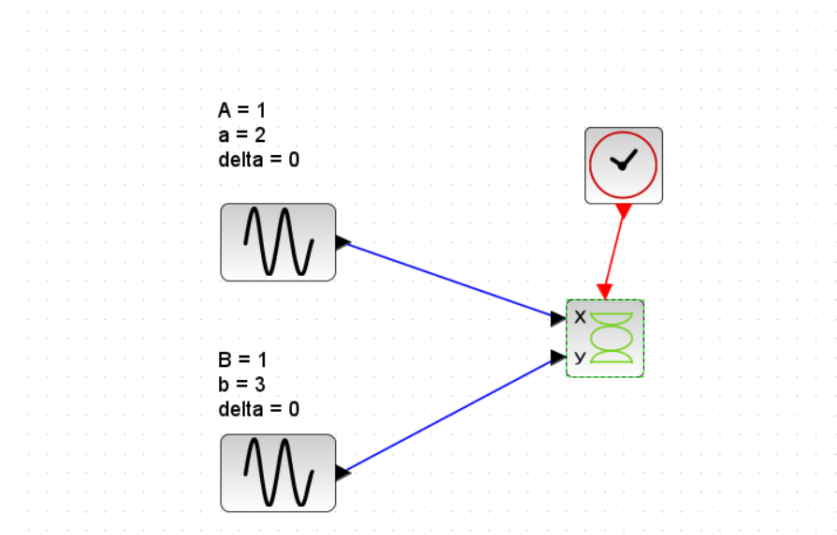 A = 1
a = 2
delta = 0
X
y
B = 1
b = 3
delta = 0